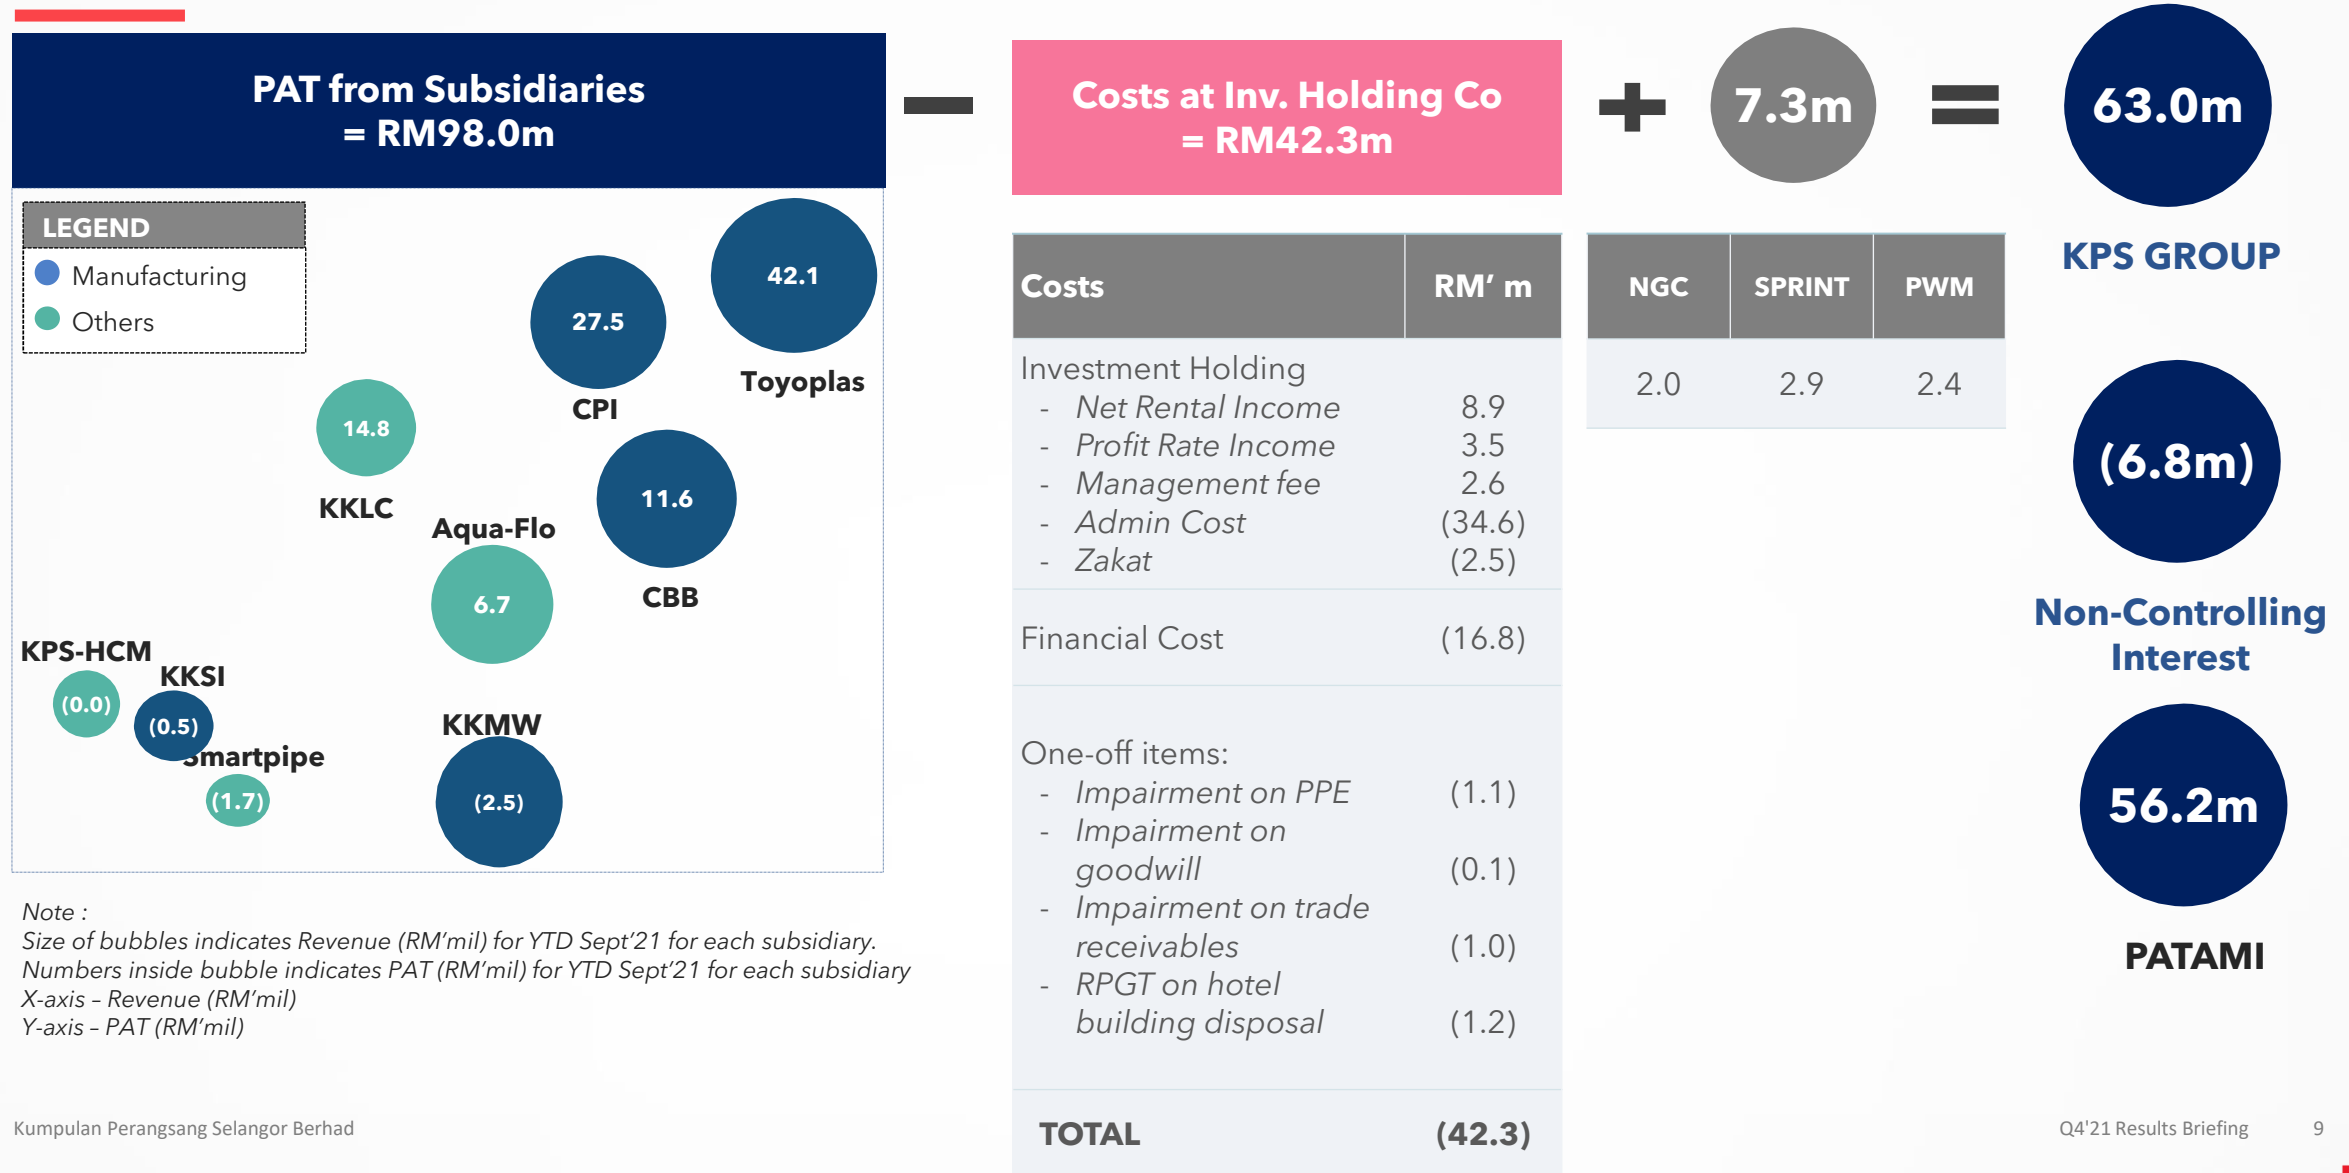 PAT from Subsidiaries
= RM98.0m
Costs at Inv. Holding Co
= RM42.3m
7.3m
63.0m
KPS GROUP
LEGEND
Manufacturing
Others
42.1
Toyoplas
27.5
CPI
14.8
KKLC
11.6
CBB
Aqua-Flo
6.7
KPS-HCM
(0.0)
KKSI
(0.5)
Smartpipe
(1.7)
KKMW
(2.5)
Note :
Size of bubbles indicates Revenue (RM'mil) for YTD Sept'21 for each subsidiary.
Numbers inside bubble indicates PAT (RM'mil) for YTD Sept'21 for each subsidiary
X-axis – Revenue (RM'mil)
Y-axis – PAT (RM'mil)
Costs RM' m
Investment Holding
- Net Rental Income 8.9
- Profit Rate Income 3.5
- Management fee 2.6
- Admin Cost (34.6)
- Zakat (2.5)
Financial Cost (16.8)
One-off items:
- Impairment on PPE (1.1)
- Impairment on
goodwill (0.1)
- Impairment on trade
receivables (1.0)
- RPGT on hotel
building disposal (1.2)
TOTAL (42.3)
NGC SPRINT PWM
2.0 2.9 2.4
(6.8m)
Non-Controlling
Interest
56.2m
PATAMI
Kumpulan Perangsang Selangor Berhad
Q4'21 Results Briefing 9